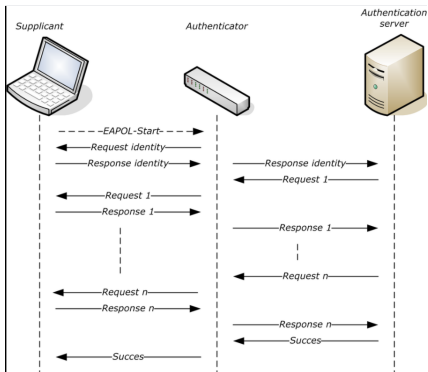 Authentication
server
Supplicant
Authenticator
EAPOL-Start
Request identity
Response identity
Response identity
Request 1
Request 1
Response 1
Response 1
Request n
Request n
Response n
Response n
Succes
Succes